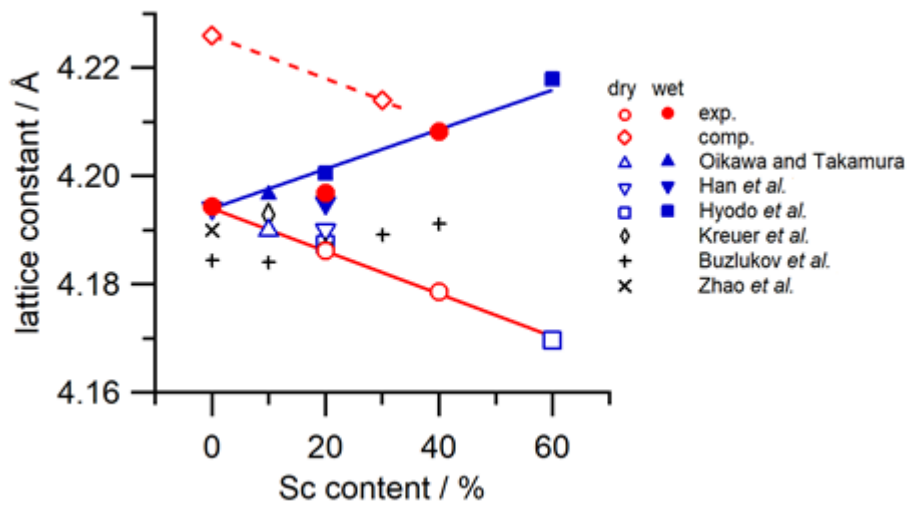 4.22
4.20
4.18
4.16
lattice constant / Å
0 20 40 60
Sc content / %
dry wet
exp.
comp.
Oikawa and Takamura
Han et al.
Hyodo et al.
Kreuer et al.
Buzlukov et al.
Zhao et al.